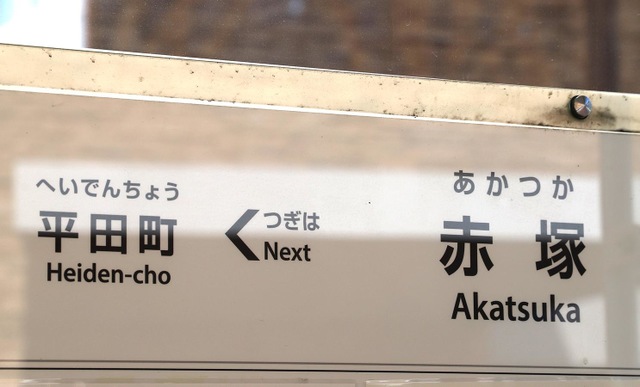 へいでんちょう
平田町
Heiden-cho
つぎは
Next
あかつか
赤塚
Akatsuka